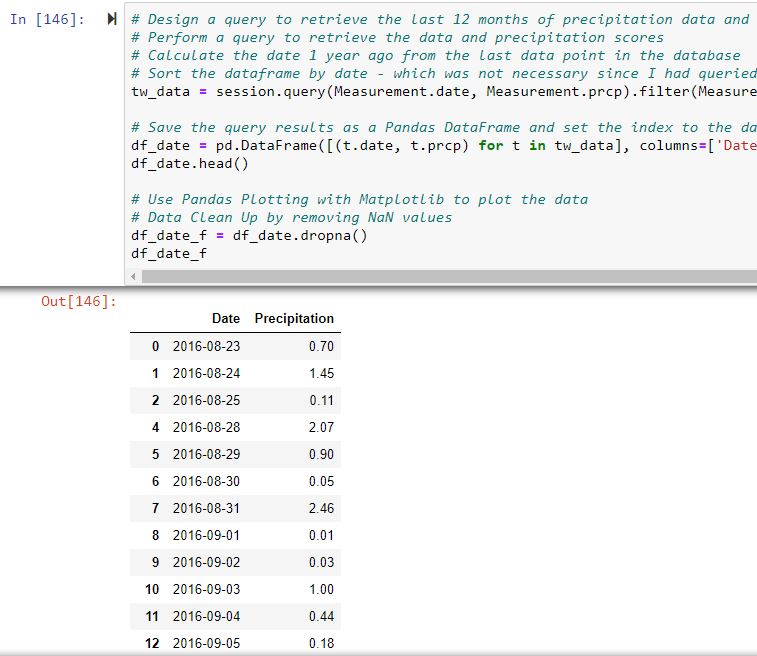 In [146]:
# Design a query to retrieve the last 12 months of precipitation data and
# Perform a query to retrieve the data and precipitation scores
# Calculate the date 1 year ago from the last data point in the database
# Sort the dataframe by date - which was not necessary since I had queried
tw_data = session.query(Measurement.date, Measurement.prcp).filter(Measure
# Save the query results as a Pandas DataFrame and set the index to the da
df_date = pd.DataFrame([(t.date, t.prcp) for t in tw_data], columns=['Date
df_date.head()
# Use Pandas Plotting with Matplotlib to plot the data
# Data Clean Up by removing NaN values
df_date_f = df_date.dropna()
df_date_f
Out[146]:
Date Precipitation
0 2016-08-23 0.70
1 2016-08-24 1.45
2 2016-08-25 0.11
4 2016-08-28 2.07
5 2016-08-29 0.90
6 2016-08-30 0.05
7 2016-08-31 2.46
8 2016-09-01 0.01
9 2016-09-02 0.03
10 2016-09-03 1.00
11 2016-09-04 0.44
12 2016-09-05 0.18